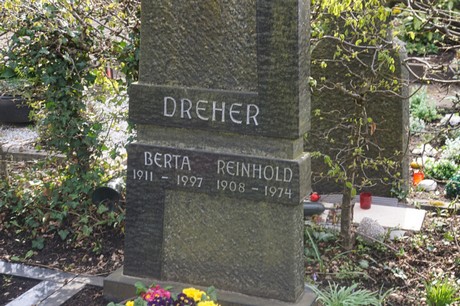 DREHER
BERTA REINHOLD
1911 - 1997 1908 - 1974